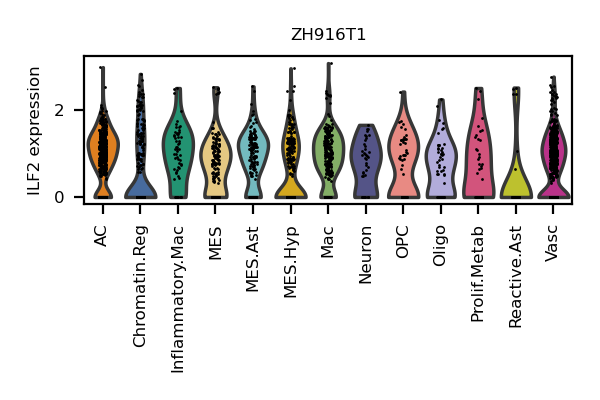 ZH916T1
ILF2 expression
2
0
AC
Chromatin.Reg
Inflammatory.Mac
MES
MES.Ast
MES.Hyp
Mac
Neuron
OPC
Oligo
Prolif.Metab
Reactive.Ast
Vasc